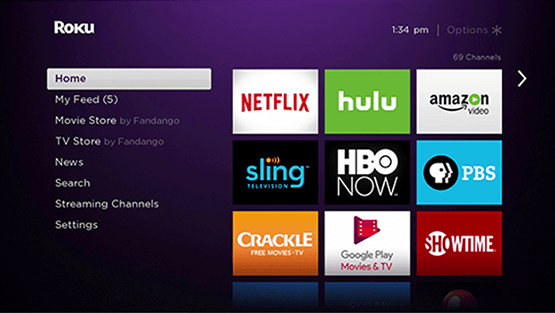 Roku
1:34 pm | Options
69 Channels
Home
My Feed (5)
Movie Store by Fandango
TV Store by Fandango
News
Search
Streaming Channels
Settings
NETFLIX
hulu
amazon
video
sling
TELEVISION
HBO
NOW
PBS
CRACKLE
FREE MOVIES • TV
Google Play
Movies & TV
SHOWTIME